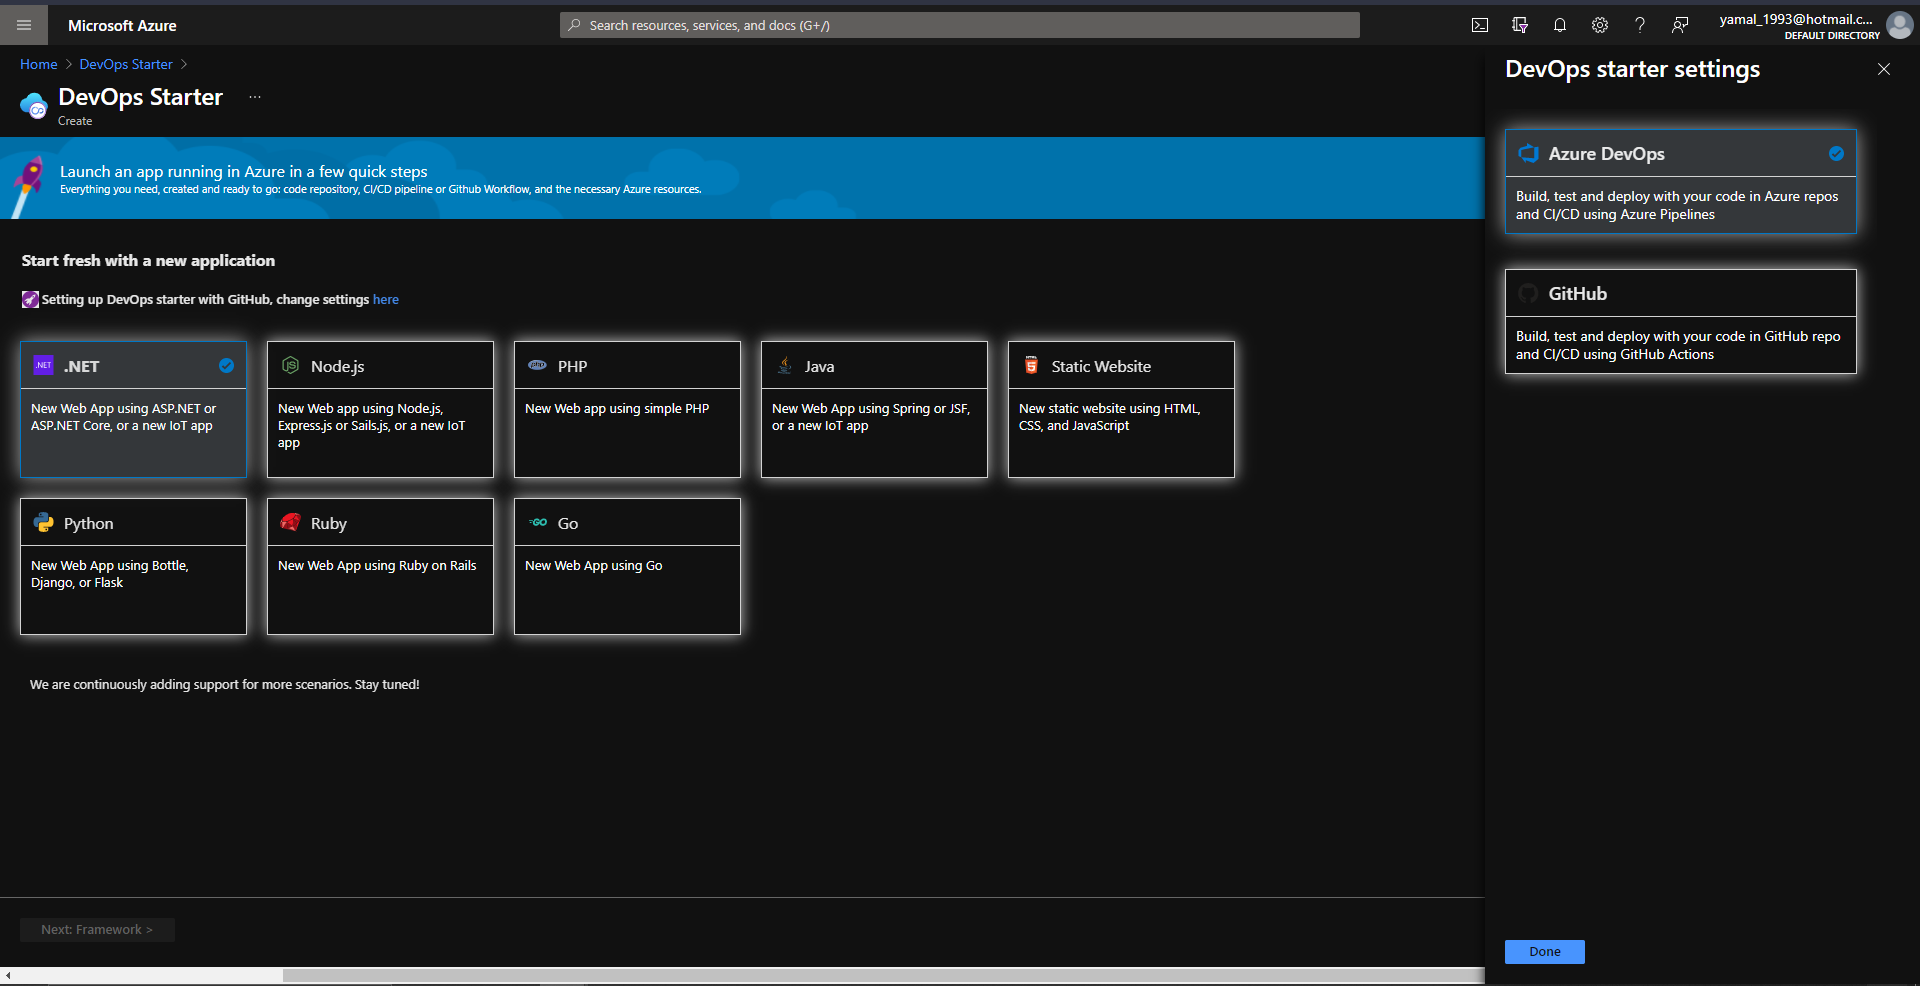 Microsoft Azure
Search resources, services, and docs (G+/)
yamal_1993@hotmail.c...
DEFAULT DIRECTORY
Home > DevOps Starter >
DevOps Starter ...
Create
Launch an app running in Azure in a few quick steps
Everything you need, created and ready to go: code repository, CI/CD pipeline or Github Workflow, and the necessary Azure resources.
Start fresh with a new application
Setting up DevOps starter with GitHub, change settings here
.NET
.NET
New Web App using ASP.NET or
ASP.NET Core, or a new IoT app
Node.js
New Web app using Node.js,
Express.js or Sails.js, or a new IoT
app
PHP
New Web app using simple PHP
Java
New Web App using Spring or JSF,
or a new IoT app
Static Website
New static website using HTML,
CSS, and JavaScript
Python
New Web App using Bottle,
Django, or Flask
Ruby
New Web App using Ruby on Rails
GO
Go
New Web App using Go
We are continuously adding support for more scenarios. Stay tuned!
Next: Framework >
DevOps starter settings
Azure DevOps
Build, test and deploy with your code in Azure repos
and CI/CD using Azure Pipelines
GitHub
Build, test and deploy with your code in GitHub repo
and CI/CD using GitHub Actions
Done